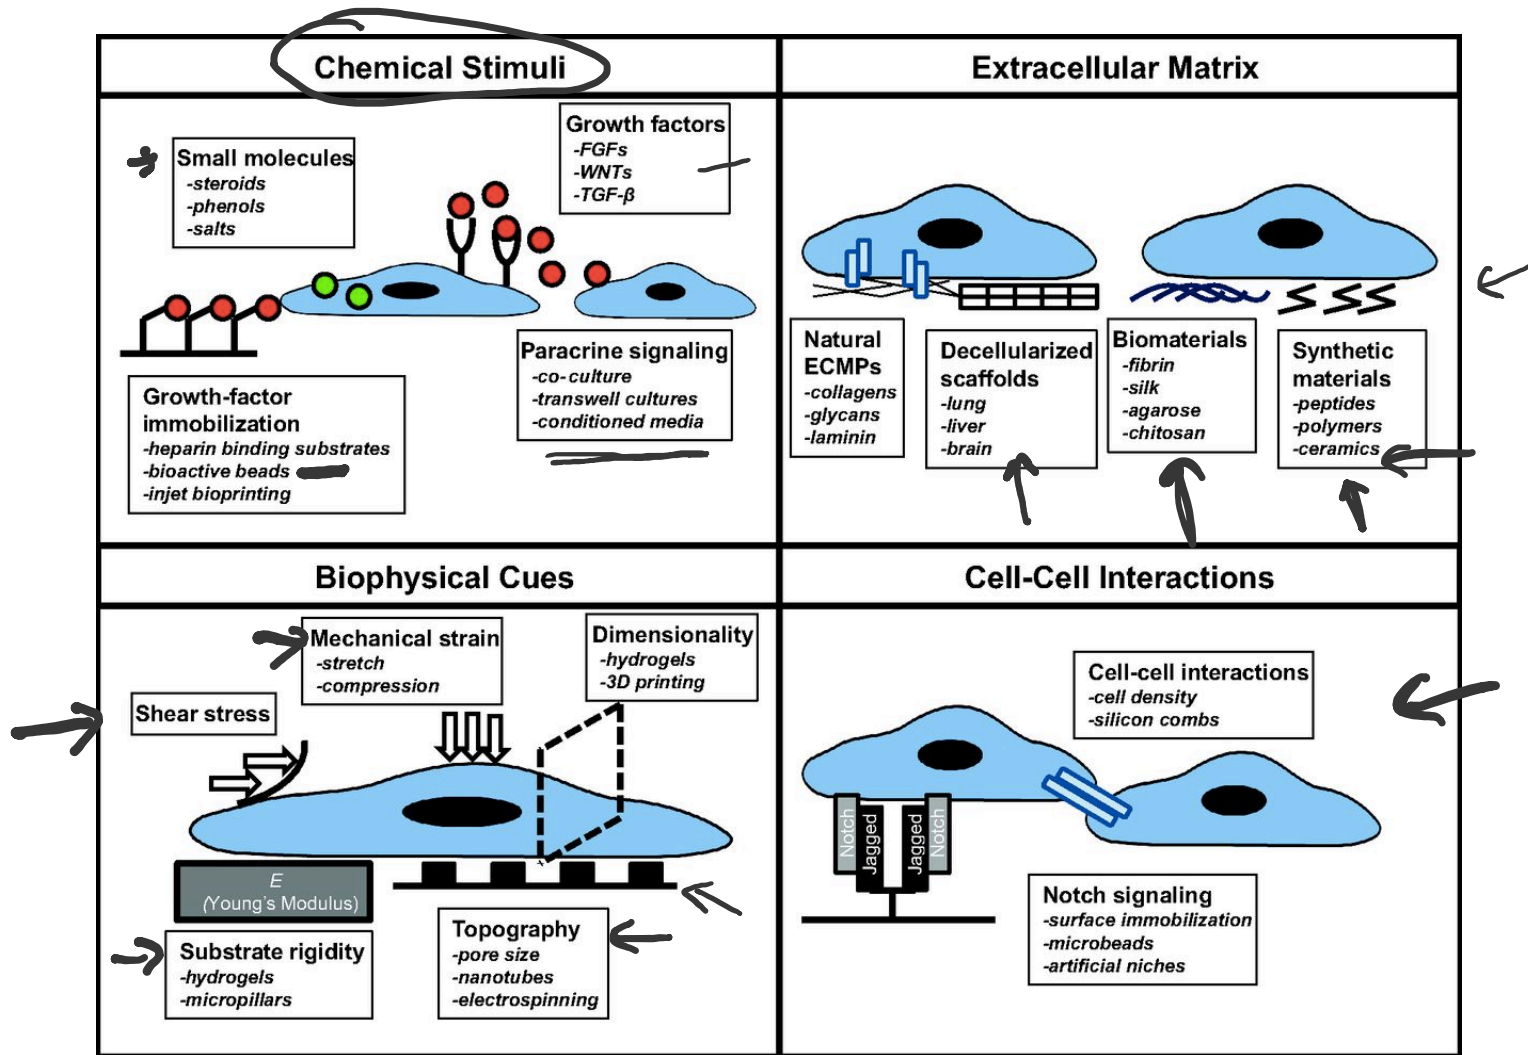 Chemical Stimuli
Small molecules
-steroids
-phenols
-salts
Growth factors
-FGFs
-WNTs
-TGF-β
Growth-factor
immobilization
-heparin binding substrates
-bioactive beads
-injet bioprinting
Paracrine signaling
-co-culture
-transwell cultures
-conditioned media
Extracellular Matrix
Natural
ECMPs
-collagens
-glycans
-laminin
Decellularized
scaffolds
-lung
-liver
-brain
Biomaterials
-fibrin
-silk
-agarose
-chitosan
Synthetic
materials
-peptides
-polymers
-ceramics
Biophysical Cues
Mechanical strain
-stretch
-compression
Dimensionality
-hydrogels
-3D printing
Shear stress
E
(Young's Modulus)
Substrate rigidity
-hydrogels
-micropillars
Topography
-pore size
-nanotubes
-electrospinning
Cell-Cell Interactions
Cell-cell interactions
-cell density
-silicon combs
Notch
Jagged
Jagged
Notch
Notch signaling
-surface immobilization
-microbeads
-artificial niches